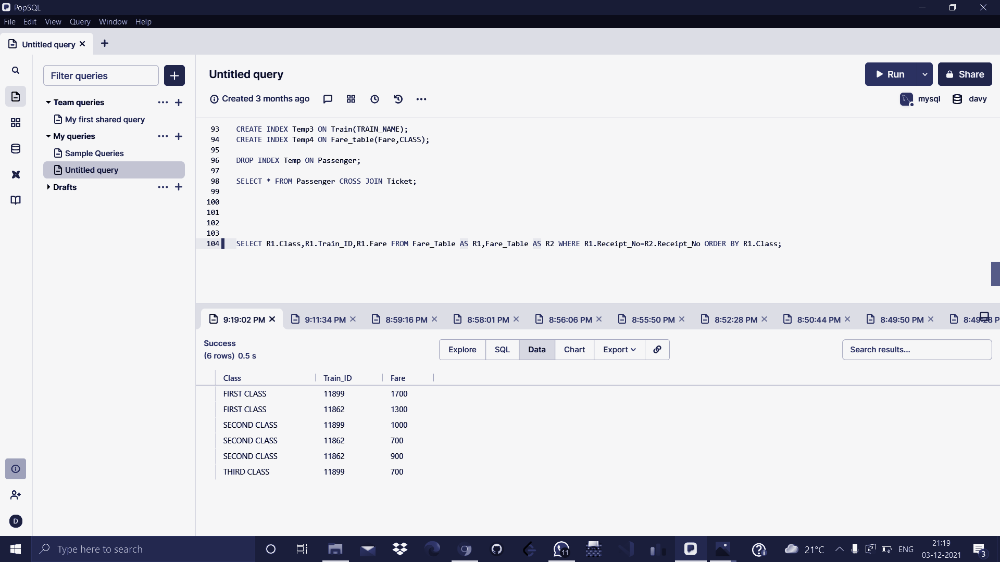 PopSQL
File Edit View Query Window Help
Untitled query
Filter queries
Team queries
My first shared query
My queries
Sample Queries
Untitled query
Drafts
Untitled query
Run
Share
Created 3 months ago
mysql davy
93 CREATE INDEX Temp3 ON Train(TRAIN_NAME);
94 CREATE INDEX Temp4 ON Fare_table(Fare,CLASS);
95
96 DROP INDEX Temp ON Passenger;
97
98 SELECT * FROM Passenger CROSS JOIN Ticket;
99
100
101
102
103
104 SELECT R1.Class,R1.Train_ID,R1.Fare FROM Fare_Table AS R1,Fare_Table AS R2 WHERE R1.Receipt_No=R2.Receipt_No ORDER BY R1.Class;
9:19:02 PM 9:11:34 PM 8:59:16 PM 8:58:01 PM 8:56:06 PM 8:55:50 PM 8:52:28 PM 8:50:44 PM 8:49:50 PM 8:49:28 P
Success
(6 rows) 0.5 s
Explore SQL Data Chart Export
Search results...
Class Train_ID Fare
FIRST CLASS 11899 1700
FIRST CLASS 11862 1300
SECOND CLASS 11899 1000
SECOND CLASS 11862 700
SECOND CLASS 11862 900
THIRD CLASS 11899 700
D
Type here to search
11
21°C
ENG
21:19
03-12-2021
3